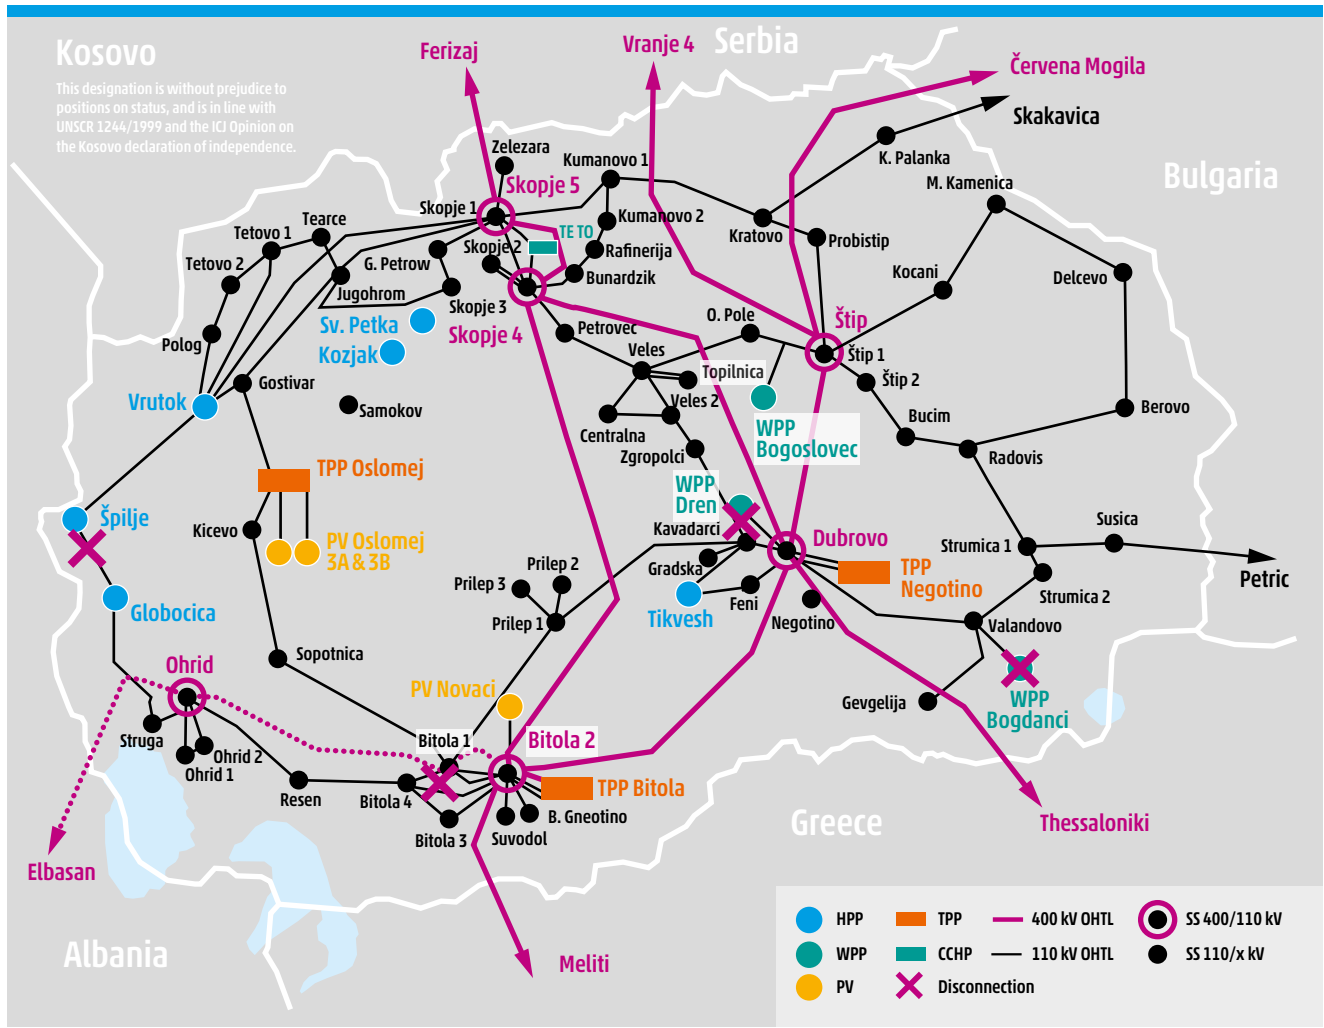 Kosovo
This designation is without prejudice to
positions on status, and is in line with
UNSCR 1244/1999 and the ICJ Opinion on
the Kosovo declaration of independence.
Ferizaj
Vranje 4
Serbia
Červena Mogila
Skakavica
Bulgaria
Zelezara
Kumanovo 1
K. Palanka
M. Kamenica
Skopje 5
Skopje 1
Tearce
Tetovo 1
Tetovo 2
TE TO
Kumanovo 2
Kratovo
Probistip
Skopje 2
Rafinerija
G. Petrow
Bunardzik
Kocani
Delcevo
Jugohrom
Skopje 3
Sv. Petka
Skopje 4
Kozjak
Petrovec
O. Pole
Štip
Polog
Veles
Štip 1
Topilnica
Štip 2
Gostivar
Vrutok
Samokov
Veles 2
Bucim
Berovo
Centralna
WPP
Bogoslovec
Zgropolci
Radovis
TPP Oslomej
WPP
Dren
Špilje
Kicevo
Kavadarci
Dubrovo
Susica
Strumica 1
PV Oslomej
3A & 3B
Prilep 2
Prilep 3
Gradska
TPP
Negotino
Petric
Strumica 2
Globocica
Prilep 1
Tikvesh
Feni
Negotino
Valandovo
Sopotnica
Ohrid
PV Novaci
Gevgelija
WPP
Bogdanci
Struga
Ohrid 2
Ohrid 1
Bitola 1
Bitola 2
Resen
Bitola 4
TPP Bitola
B. Gneotino
Bitola 3
Suvodol
Greece
Thessaloniki
Elbasan
Albania
Meliti
HPP
TPP
400 kV OHTL
SS 400/110 kV
WPP
CCHP
110 kV OHTL
SS 110/x kV
PV
Disconnection